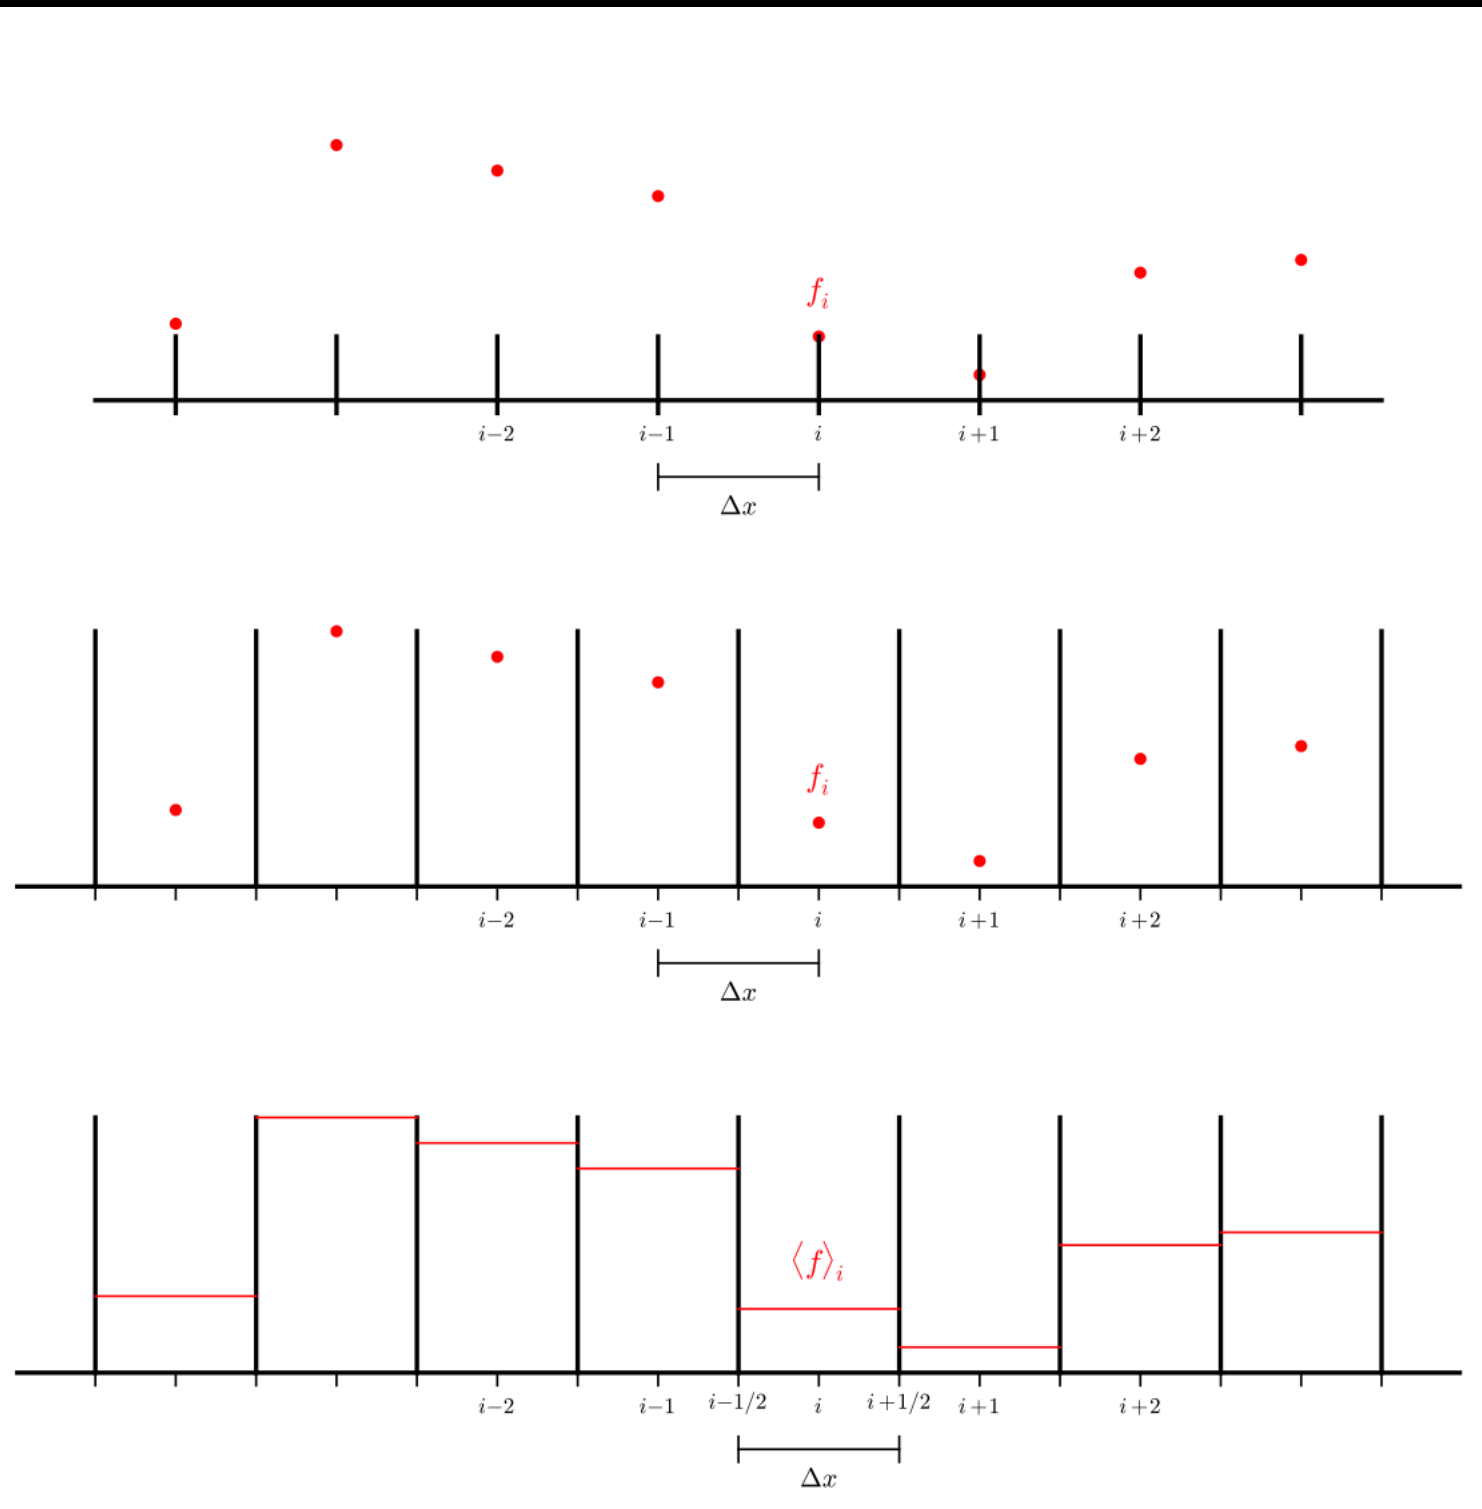 f_i
i−2 i−1 i i+1 i+2
Δx
f_i
i−2 i−1 i i+1 i+2
Δx
⟨f⟩_i
i−2 i−1 i−1/2 i i+1/2 i+1 i+2
Δx